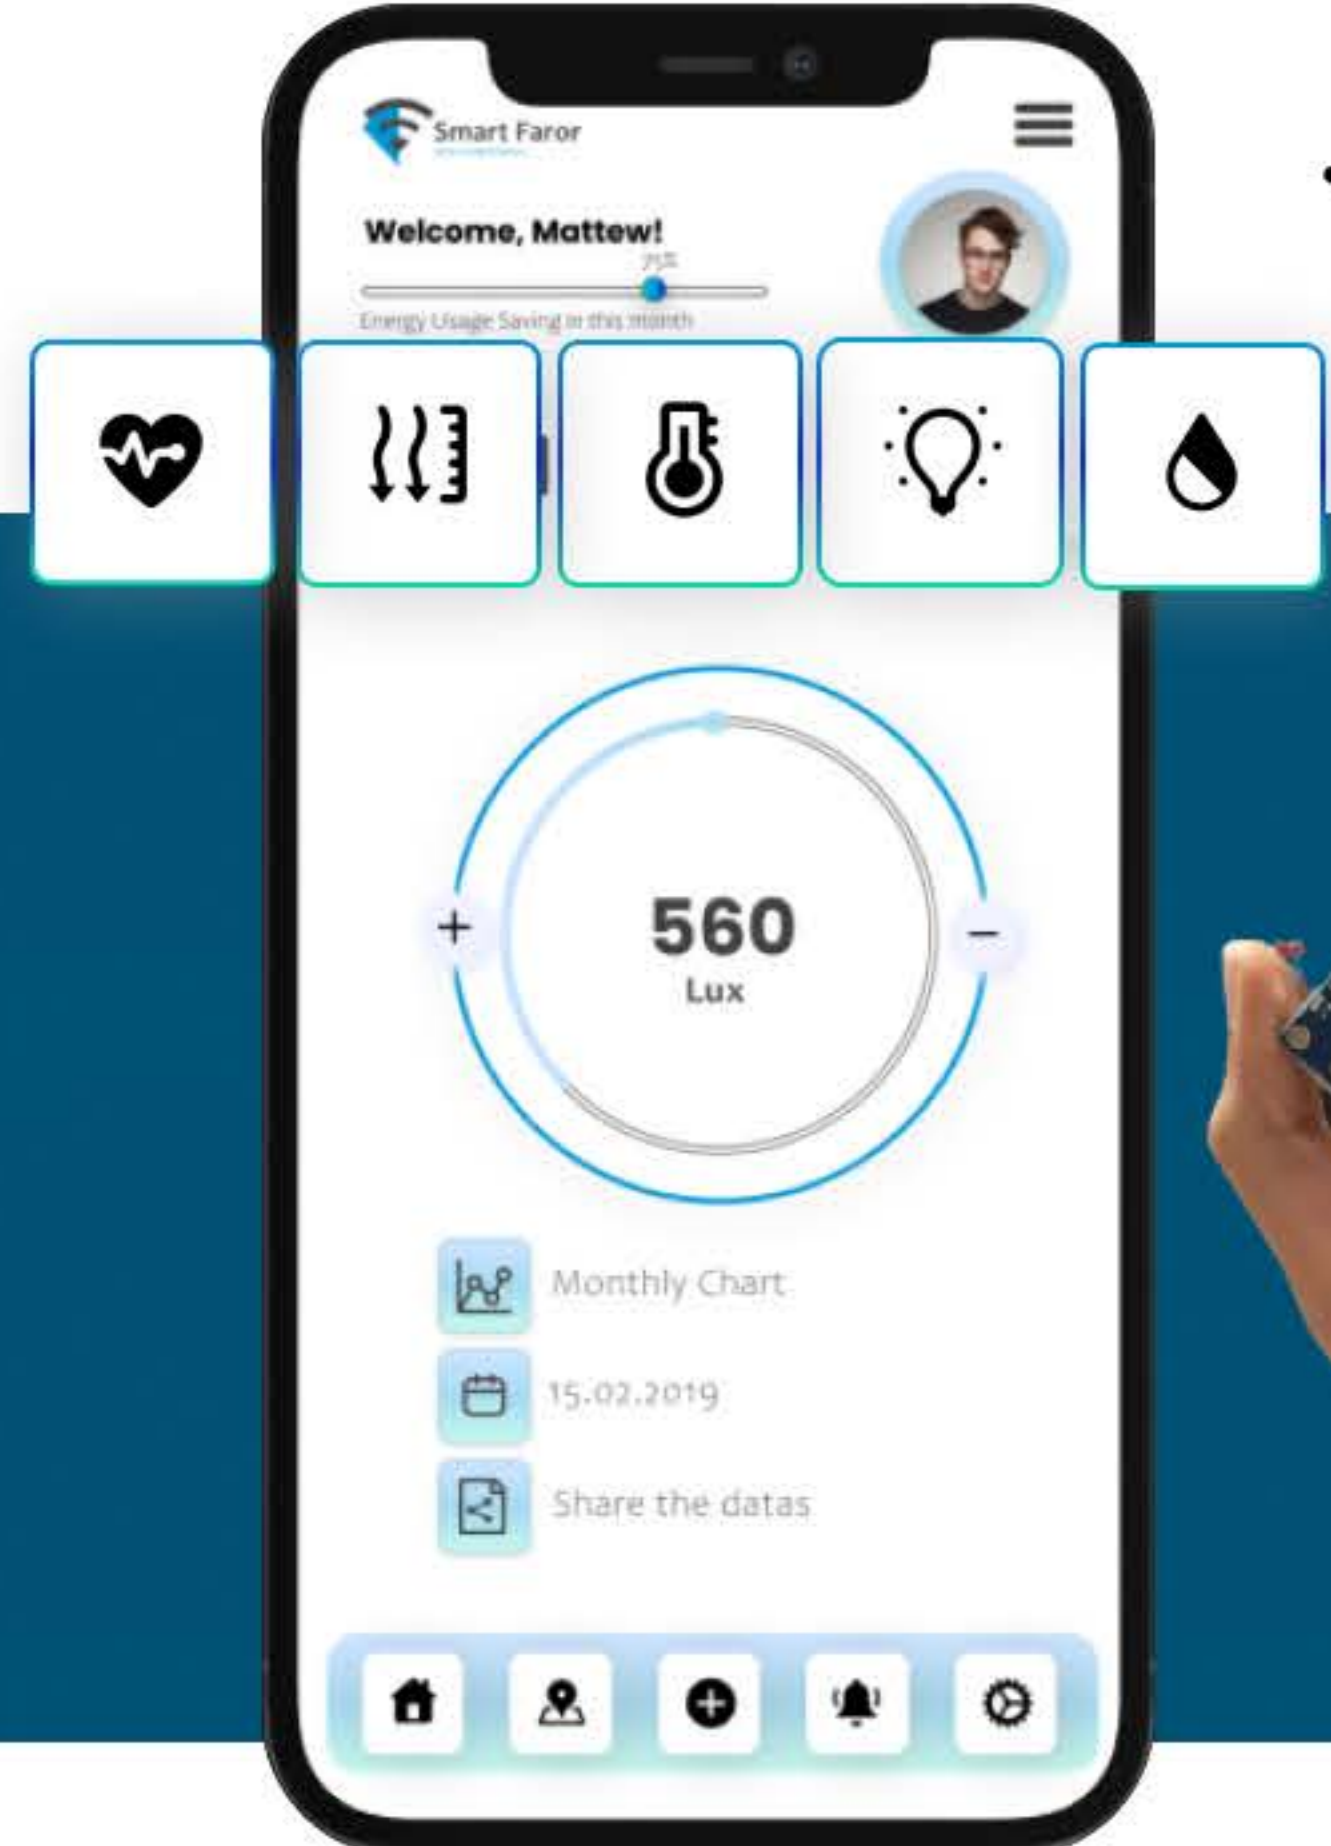 Smart Faror
Welcome, Mattew!
75%
Energy Usage Saving in this month
+
560
−
Lux
Monthly Chart
15.02.2019
Share the datas